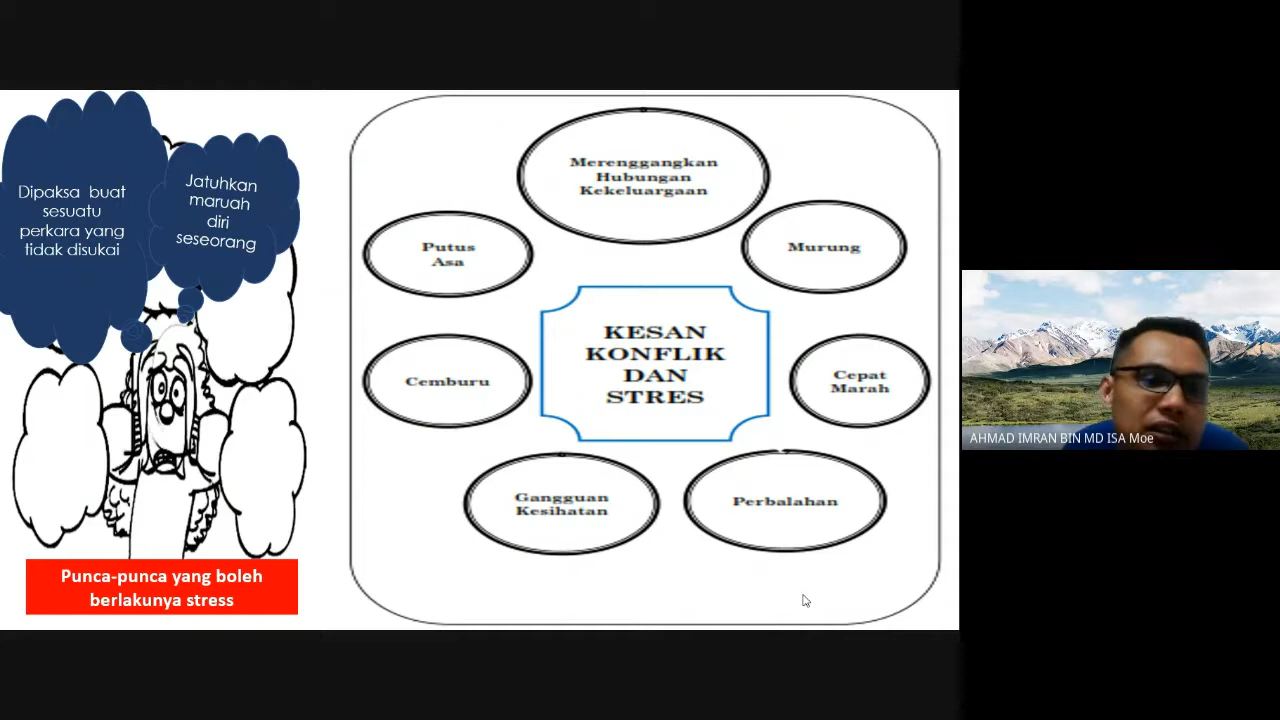 Dipaksa buat
sesuatu
perkara yang
tidak disukai
Jatuhkan
maruah
diri
seseorang
Punca-punca yang boleh
berlakunya stress
Merenggangkan
Hubungan
Kekeluargaan
Putus
Asa
Murung
KESAN
KONFLIK
DAN
STRES
Cemburu
Cepat
Marah
Gangguan
Kesihatan
Perbalahan
AHMAD IMRAN BIN MD ISA Moe